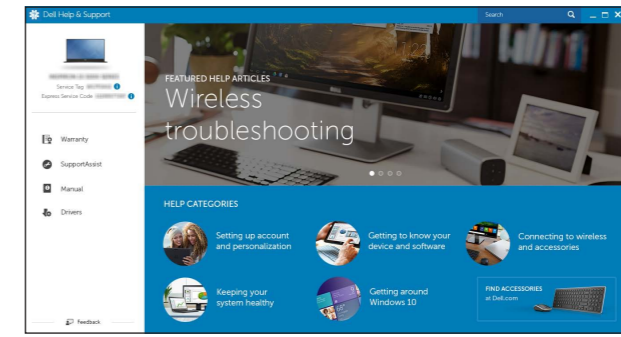 Dell Help & Support
Search
Service Tag:
Express Service Code:
Warranty
SupportAssist
Manual
Drivers
Feedback
FEATURED HELP ARTICLES
Wireless
troubleshooting
HELP CATEGORIES
Setting up account
and personalization
Getting to know your
device and software
Connecting to wireless
and accessories
Keeping your
system healthy
Getting around
Windows 10
FIND ACCESSORIES
at Dell.com